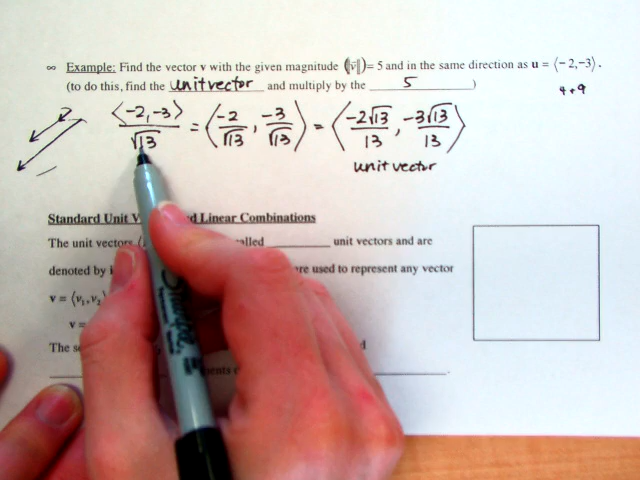 ∞ Example: Find the vector v with the given magnitude (‖v‖) = 5 and in the same direction as u = ⟨−2,−3⟩.
(to do this, find the unit vector and multiply by the 5 )
4+9
⟨-2,-3⟩/√13 = ⟨-2/√13, -3/√13⟩ = ⟨-2√13/13, -3√13/13⟩
unit vector
Standard Unit V d Linear Combinations
The unit vectors called ______ unit vectors and are
denoted by are used to represent any vector
v = ⟨v₁,v₂⟩
v =
The
Sharpie